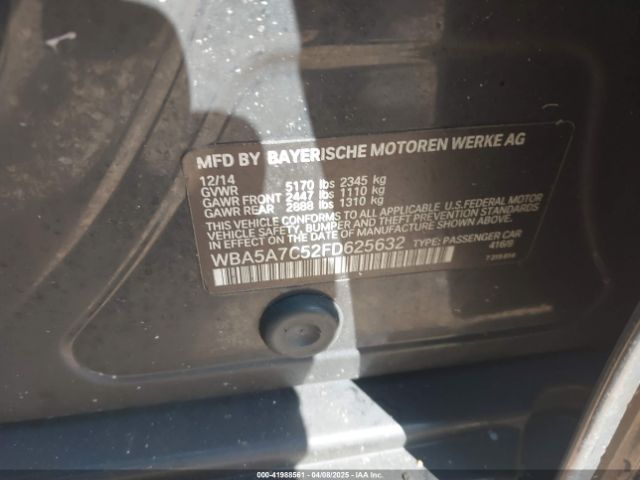 MFD BY BAYERISCHE MOTOREN WERKE AG
12/14
GVWR 5170 lbs 2345 kg
GAWR FRONT 2447 lbs 1110 kg
GAWR REAR 2888 lbs 1310 kg
THIS VEHICLE CONFORMS TO ALL APPLICABLE U.S. FEDERAL MOTOR
VEHICLE SAFETY, BUMPER AND THEFT PREVENTION STANDARDS
IN EFFECT ON THE DATE OF MANUFACTURE SHOWN ABOVE.
WBA5A7C52FD625632 TYPE: PASSENGER CAR
416/9
000-41988561 - 04/08/2025 - IAA Inc.